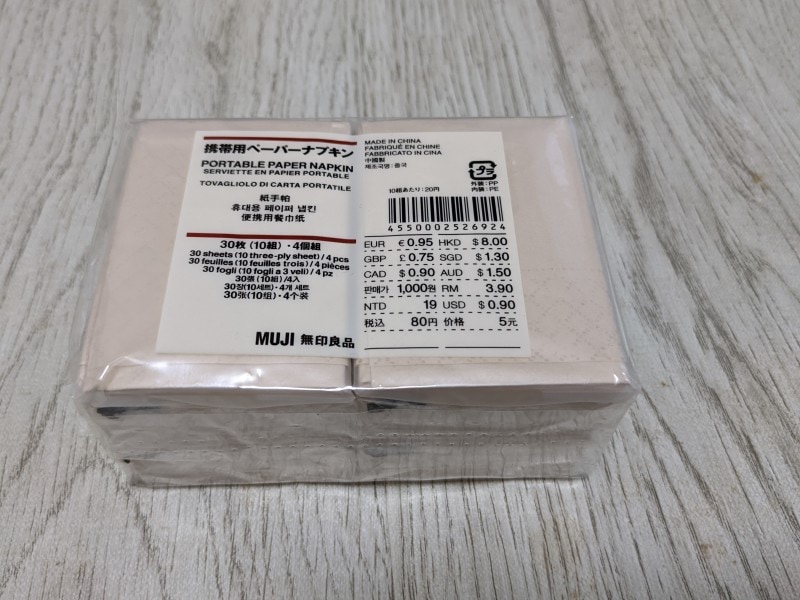 携帯用ペーパーナプキン
PORTABLE PAPER NAPKIN
SERVIETTE EN PAPIER PORTABLE
TOVAGLIOLO DI CARTA PORTATILE
紙手帕
휴대용 페이퍼 냅킨
便携用餐巾纸
30枚(10組)・4個組
30 sheets (10 three-ply sheet) / 4 pcs
30 feuilles (10 feuilles trois) / 4 pièces
30 fogli (10 fogli a 3 veli) / 4 pz
30張(10組)/4入
30장(10세트)・4개 세트
30张(10组)・4个装
MUJI 無印良品
MADE IN CHINA
FABRIQUÉ EN CHINE
FABBRICATO IN CINA
中國製
제조국명:중국
プラ
外装:PP
内装:PE
10組あたり:20円
4550002526924
EUR €0.95 HKD $8.00
GBP £0.75 SGD $1.30
CAD $0.90 AUD $1.50
판매가 1,000원 RM 3.90
NTD 19 USD $0.90
税込 80円 价格 5元